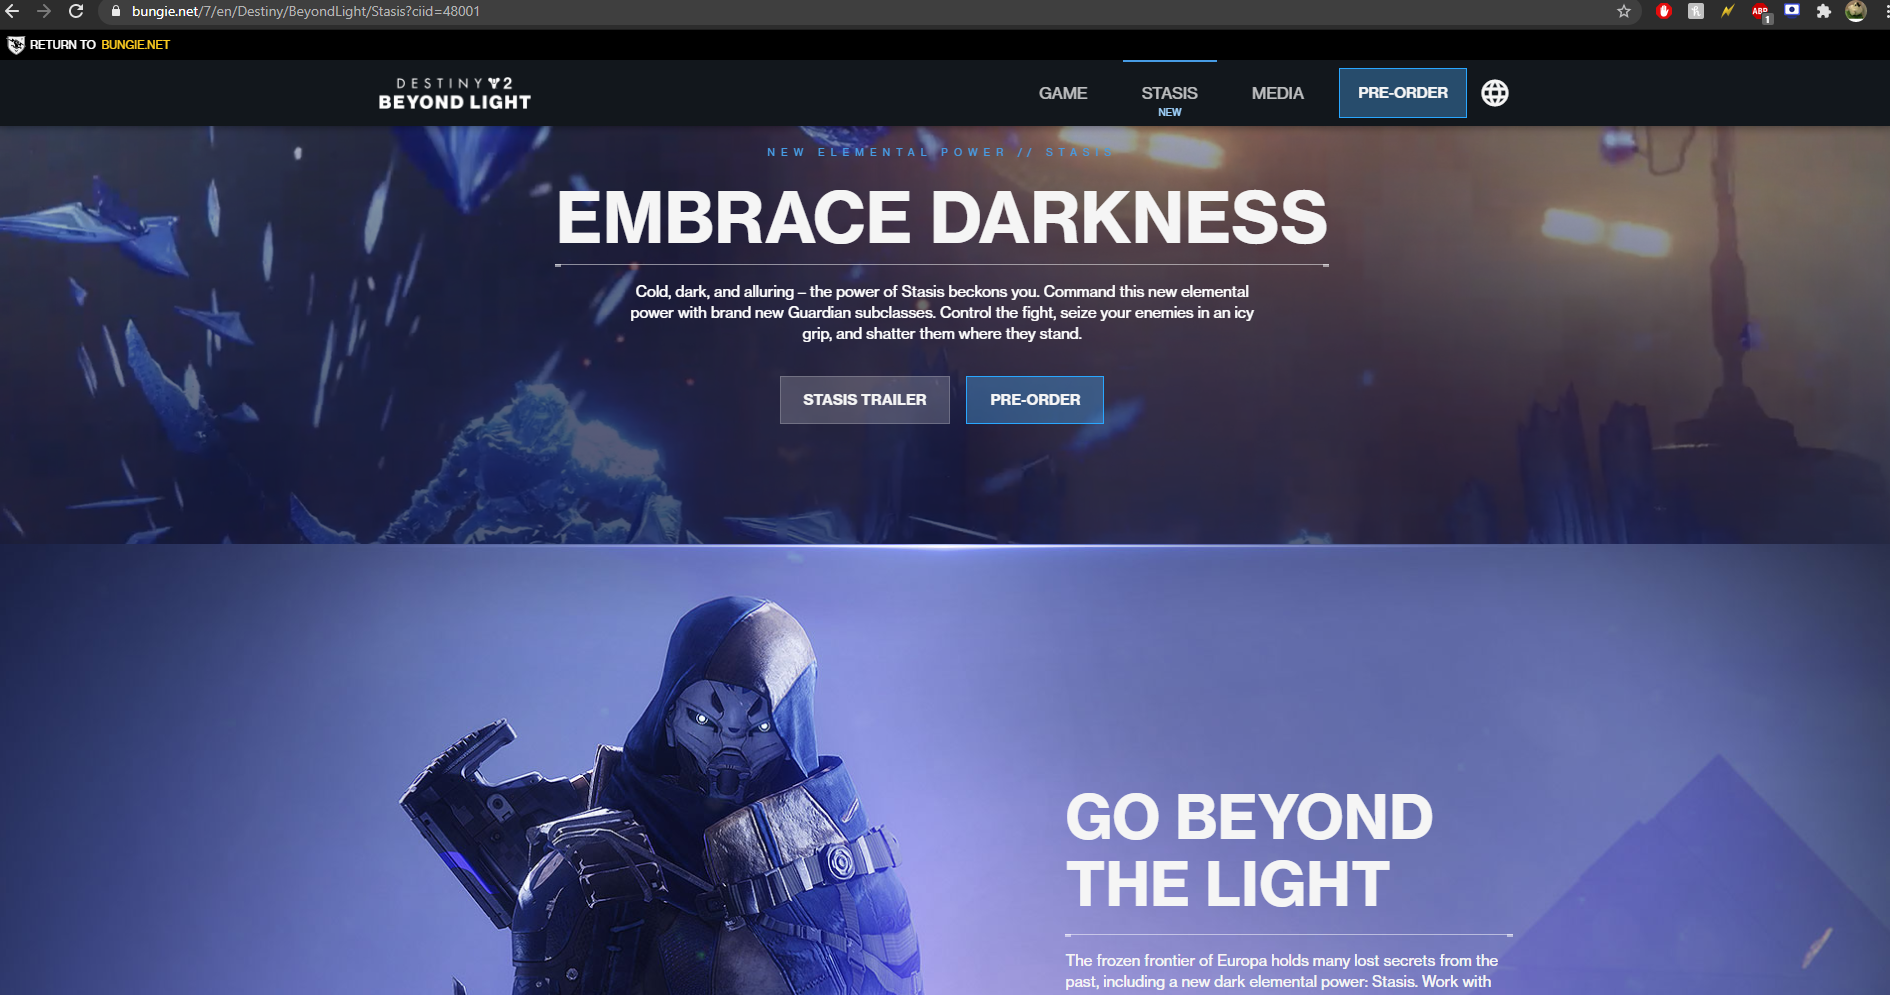 bungie.net/7/en/Destiny/BeyondLight/Stasis?ciid=48001
ABP
1
RETURN TO BUNGIE.NET
DESTINY 2
BEYOND LIGHT
GAME
STASIS
NEW
MEDIA
PRE-ORDER
NEW ELEMENTAL POWER // STASIS
EMBRACE DARKNESS
Cold, dark, and alluring – the power of Stasis beckons you. Command this new elemental
power with brand new Guardian subclasses. Control the fight, seize your enemies in an icy
grip, and shatter them where they stand.
STASIS TRAILER
PRE-ORDER
GO BEYOND
THE LIGHT
The frozen frontier of Europa holds many lost secrets from the
past, including a new dark elemental power: Stasis. Work with